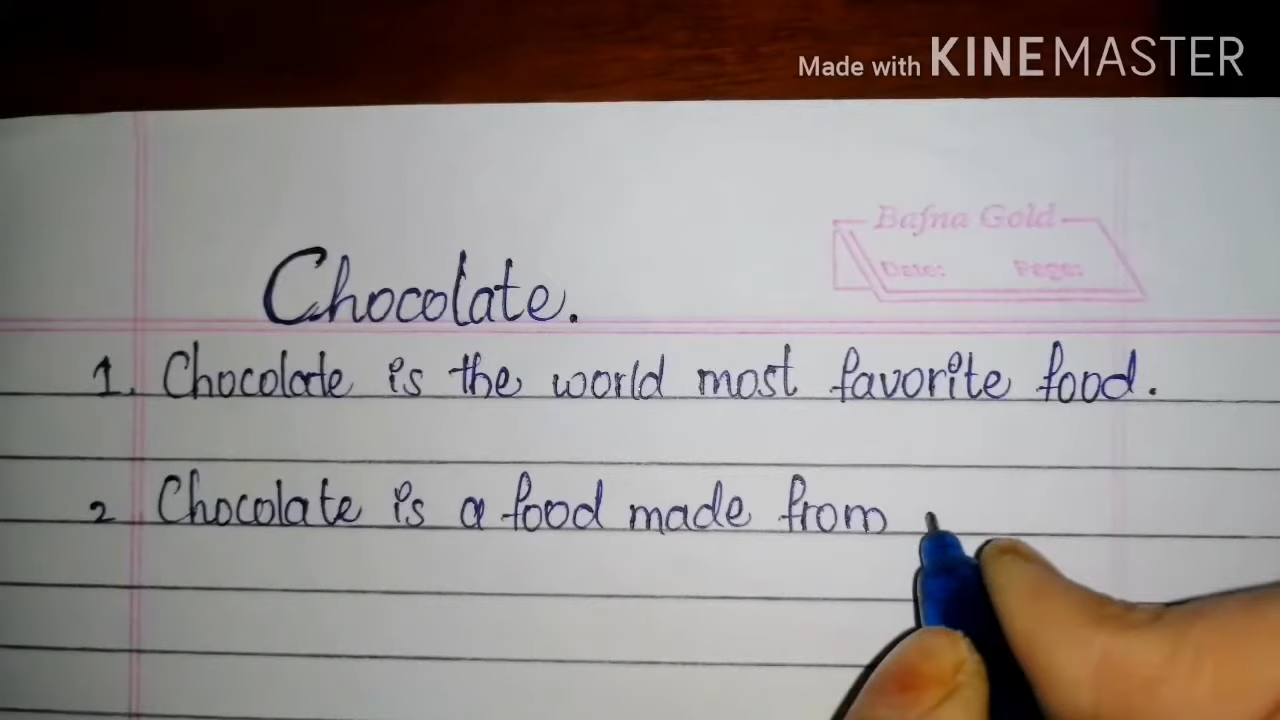 Made with KINEMASTER
Bafna Gold
Date: Page:
Chocolate.
1. Chocolate is the world most favorite food.
2 Chocolate is a food made from